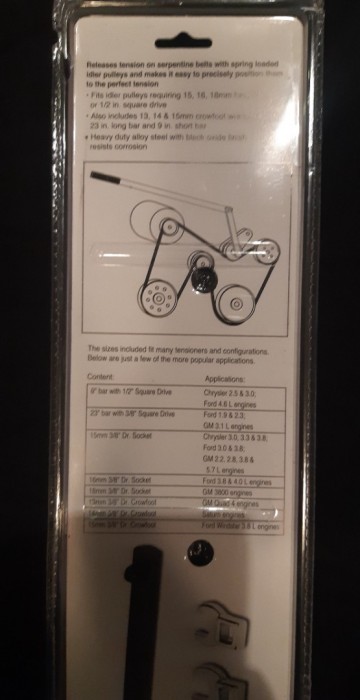 Releases tension on serpentine belts with spring loaded
idler pulleys and makes it easy to precisely position them
to the perfect tension
• Fits idler pulleys requiring 15, 16, 18mm
or 1/2 in. square drive
• Also includes 13, 14 & 15mm crowfoot
23 in. long bar and 9 in. short bar
• Heavy duty alloy steel with black oxide
resists corrosion
The sizes included fit many tensioners and configurations.
Below are just a few of the more popular applications.
Content: Applications:
bar with 1/2" Square Drive Chrysler 2.5 & 3.0;
Ford 4.6 L engines
23" bar with 3/8" Square Drive Ford 1.9 & 2.3;
GM 3.1 L engines
15mm 3/8" Dr. Socket Chrysler 3.0, 3.3 & 3.8;
Ford 3.0 & 3.8;
GM 2.2, 2.8, 3.8 &
5.7 L engines
16mm 3/8" Dr. Socket Ford 3.8 & 4.0 L engines
18mm 3/8" Dr. Socket GM 3800 engines
13mm 3/8" Dr. Crowfoot GM Quad 4 engines
14mm 3/8" Dr. Crowfoot Saturn engines
15mm 3/8" Dr. Crowfoot Ford Windstar 3.8 L engines